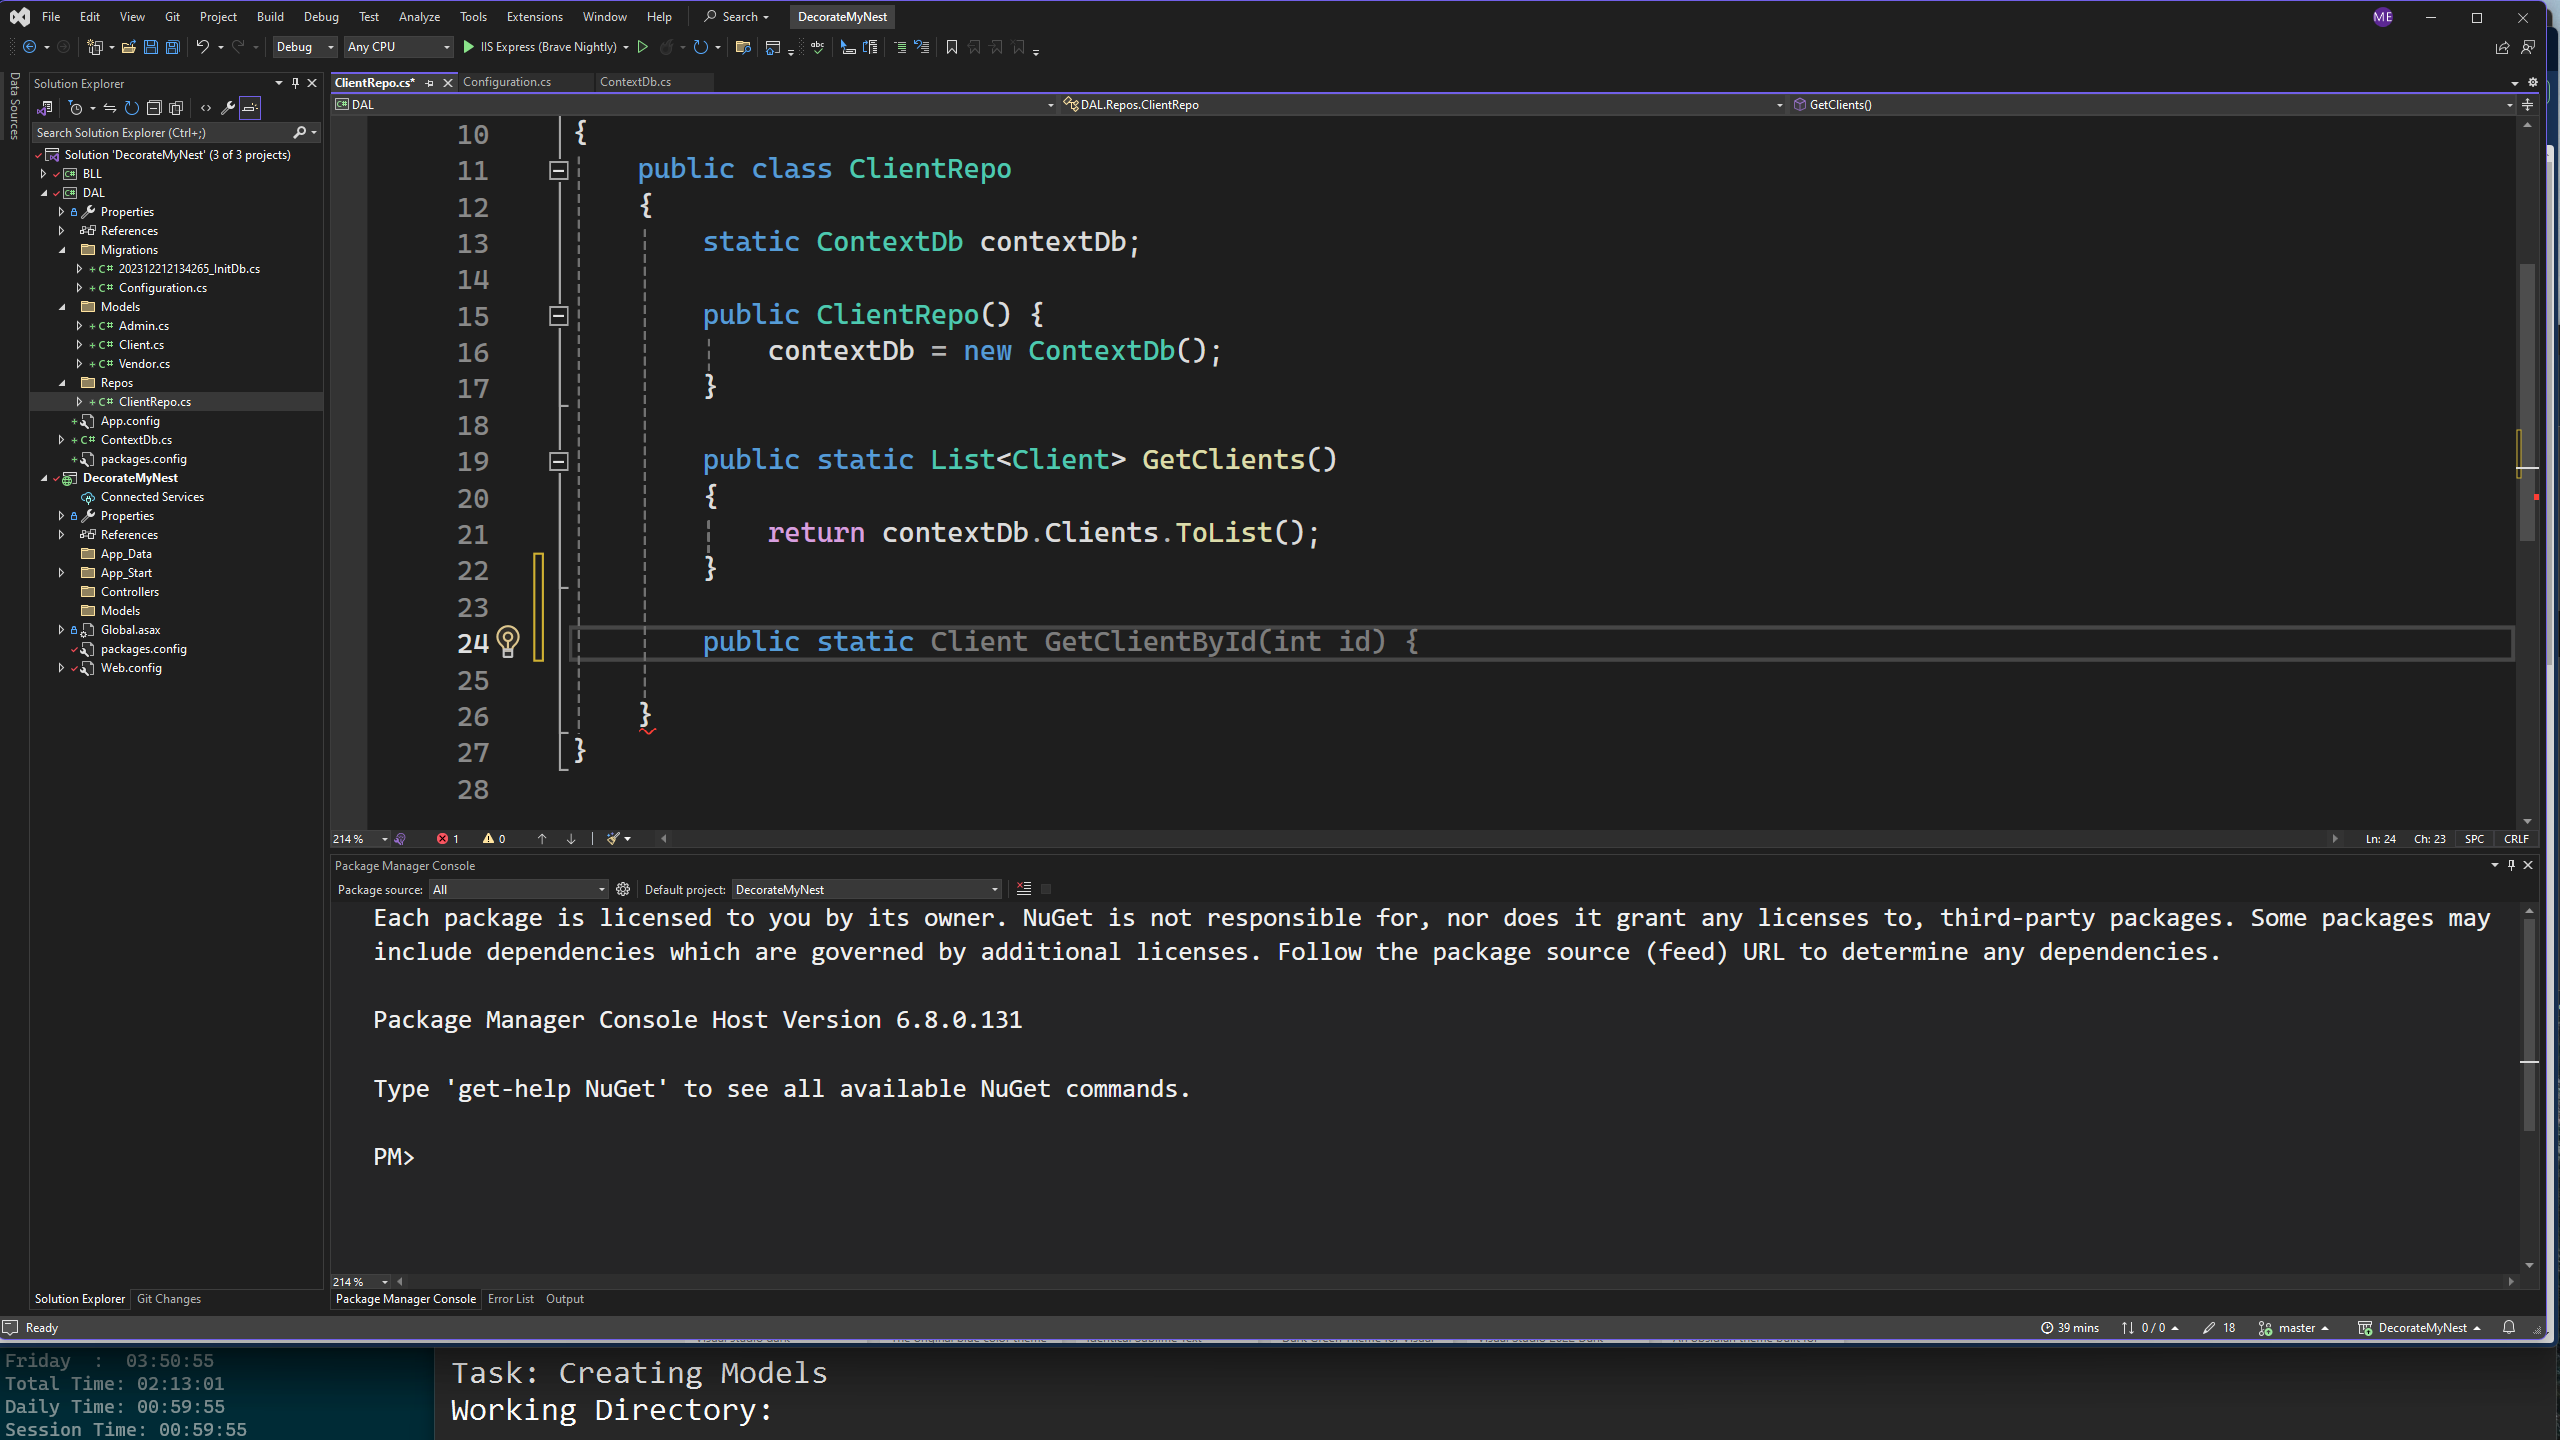 File Edit View Git Project Build Debug Test Analyze Tools Extensions Window Help Search DecorateMyNest ME
Debug Any CPU IIS Express (Brave Nightly)
Data Sources
Solution Explorer
Search Solution Explorer (Ctrl+;)
Solution 'DecorateMyNest' (3 of 3 projects)
BLL
DAL
Properties
References
Migrations
C# 202312212134265_InitDb.cs
C# Configuration.cs
Models
C# Admin.cs
C# Client.cs
C# Vendor.cs
Repos
C# ClientRepo.cs
App.config
C# ContextDb.cs
packages.config
DecorateMyNest
Connected Services
Properties
References
App_Data
App_Start
Controllers
Models
Global.asax
packages.config
Web.config
Solution Explorer Git Changes
ClientRepo.cs* Configuration.cs ContextDb.cs
DAL DAL.Repos.ClientRepo GetClients()
10 {
11 public class ClientRepo
12 {
13 static ContextDb contextDb;
14
15 public ClientRepo() {
16 contextDb = new ContextDb();
17 }
18
19 public static List<Client> GetClients()
20 {
21 return contextDb.Clients.ToList();
22 }
23
24 public static Client GetClientById(int id) {
25
26 }
27 }
28
214 % 1 0 Ln: 24 Ch: 23 SPC CRLF
Package Manager Console
Package source: All Default project: DecorateMyNest
Each package is licensed to you by its owner. NuGet is not responsible for, nor does it grant any licenses to, third-party packages. Some packages may
include dependencies which are governed by additional licenses. Follow the package source (feed) URL to determine any dependencies.
Package Manager Console Host Version 6.8.0.131
Type 'get-help NuGet' to see all available NuGet commands.
PM>
214 %
Package Manager Console Error List Output
Ready 39 mins 0 / 0 18 master DecorateMyNest
Friday : 03:50:55
Total Time: 02:13:01
Daily Time: 00:59:55
Session Time: 00:59:55
Task: Creating Models
Working Directory: